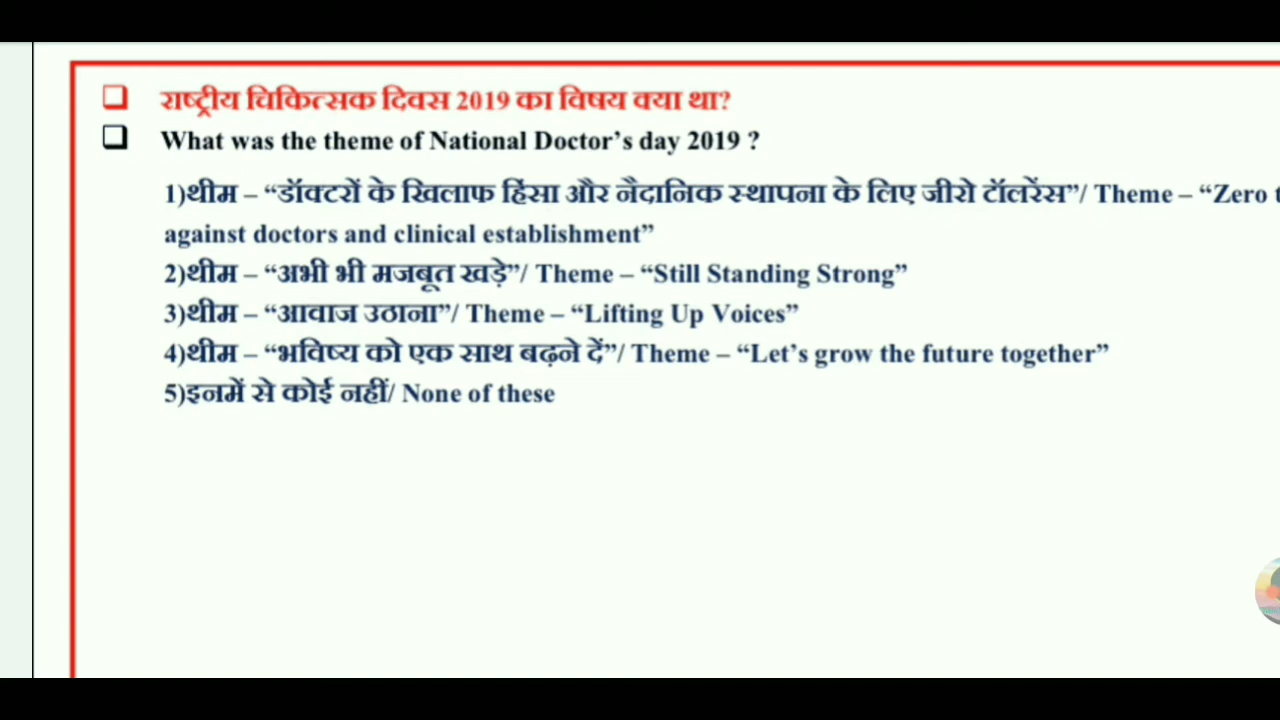 राष्ट्रीय चिकित्सक दिवस 2019 का विषय क्या था?
What was the theme of National Doctor’s day 2019 ?
1)थीम – “डॉक्टरों के खिलाफ हिंसा और नैदानिक स्थापना के लिए जीरो टॉलरेंस”/ Theme – “Zero
against doctors and clinical establishment”
2)थीम – “अभी भी मजबूत खड़े”/ Theme – “Still Standing Strong”
3)थीम – “आवाज उठाना”/ Theme – “Lifting Up Voices”
4)थीम – “भविष्य को एक साथ बढ़ने दें”/ Theme – “Let’s grow the future together”
5)इनमें से कोई नहीं/ None of these